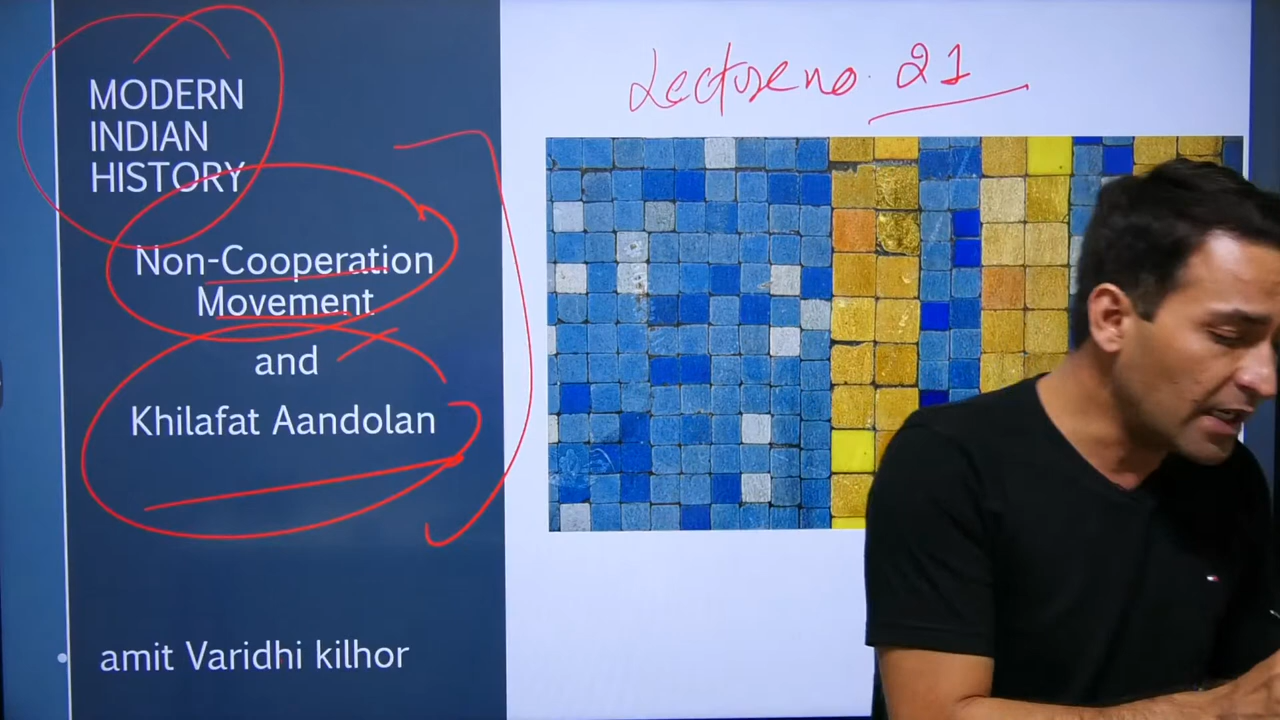 MODERN
INDIAN
HISTORY
Non-Cooperation
Movement
and
Khilafat Aandolan
amit Varidhi kilhor
Lecture no. 21